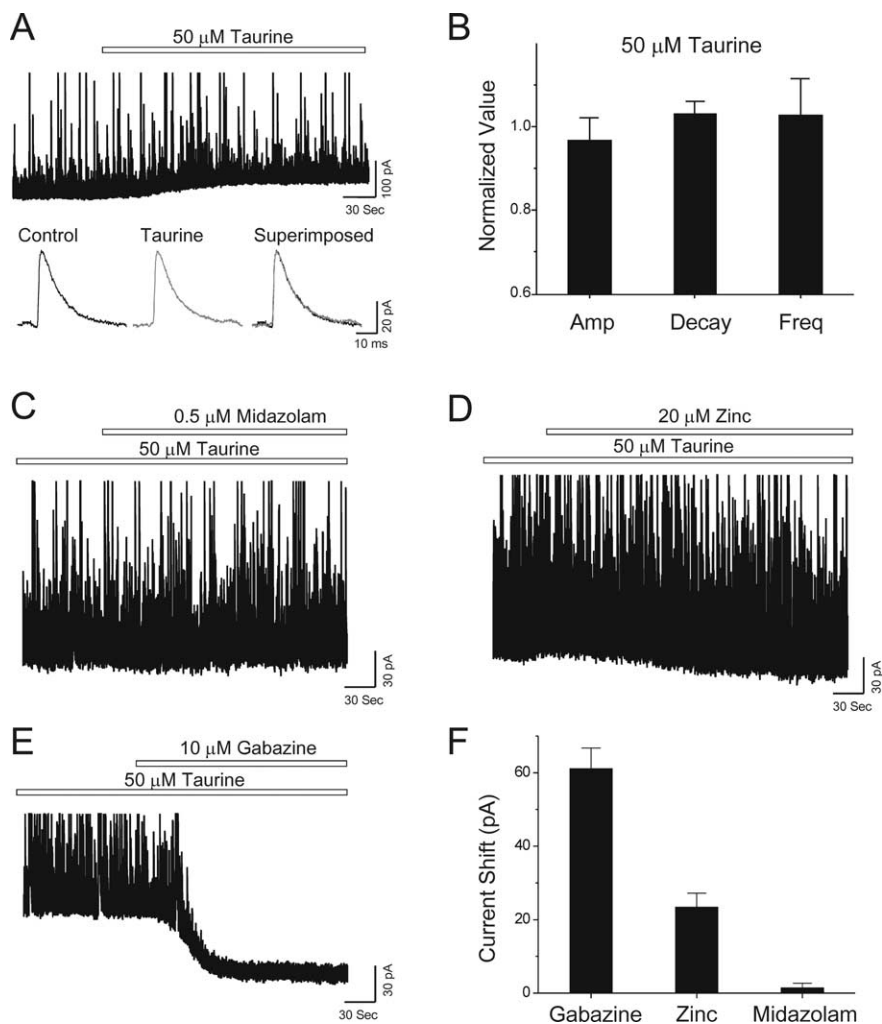 A
50 μM Taurine
100 pA
30 Sec
Control
Taurine
Superimposed
20 pA
10 ms
B
50 μM Taurine
Normalized Value
1.0
0.8
0.6
Amp
Decay
Freq
C
0.5 μM Midazolam
50 μM Taurine
30 pA
30 Sec
D
20 μM Zinc
50 μM Taurine
30 pA
30 Sec
E
10 μM Gabazine
50 μM Taurine
30 pA
30 Sec
F
Current Shift (pA)
60
40
20
0
Gabazine
Zinc
Midazolam